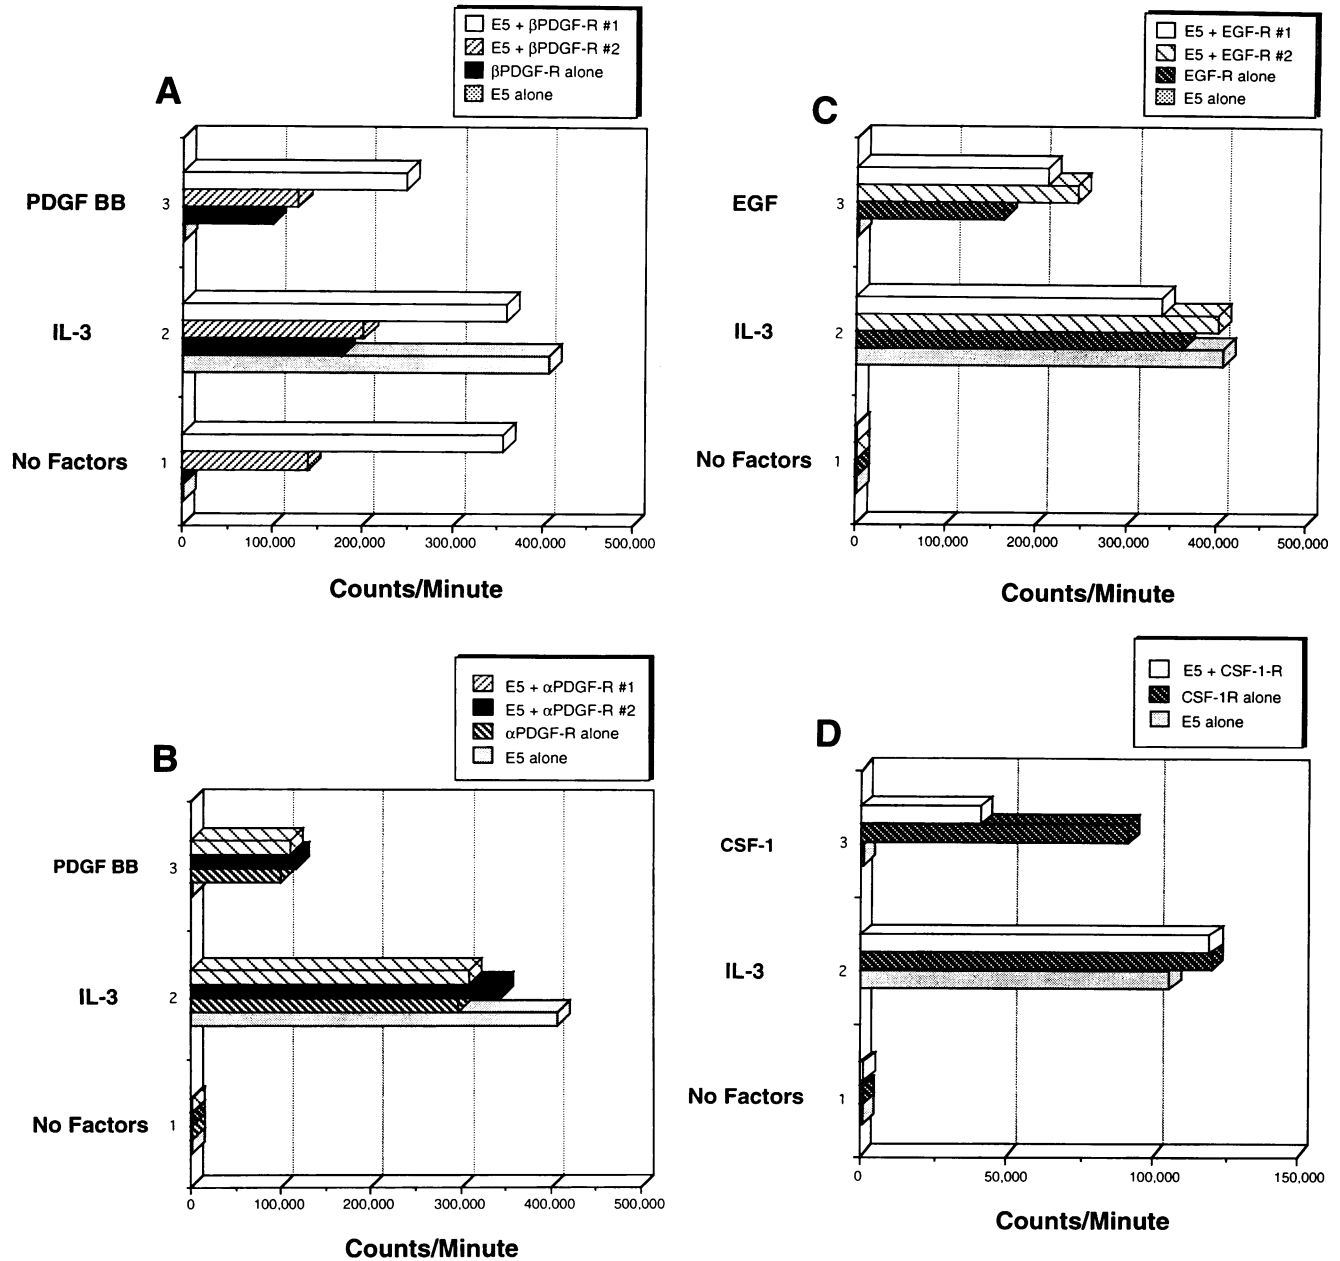 A
E5 + βPDGF-R #1
E5 + βPDGF-R #2
βPDGF-R alone
E5 alone
PDGF BB
3
IL-3
2
No Factors
1
0
100,000
200,000
300,000
400,000
500,000
Counts/Minute
C
E5 + EGF-R #1
E5 + EGF-R #2
EGF-R alone
E5 alone
EGF
3
IL-3
2
No Factors
1
0
100,000
200,000
300,000
400,000
500,000
Counts/Minute
B
E5 + αPDGF-R #1
E5 + αPDGF-R #2
αPDGF-R alone
E5 alone
PDGF BB
3
IL-3
2
No Factors
1
0
100,000
200,000
300,000
400,000
500,000
Counts/Minute
D
E5 + CSF-1-R
CSF-1R alone
E5 alone
CSF-1
3
IL-3
2
No Factors
1
0
50,000
100,000
150,000
Counts/Minute